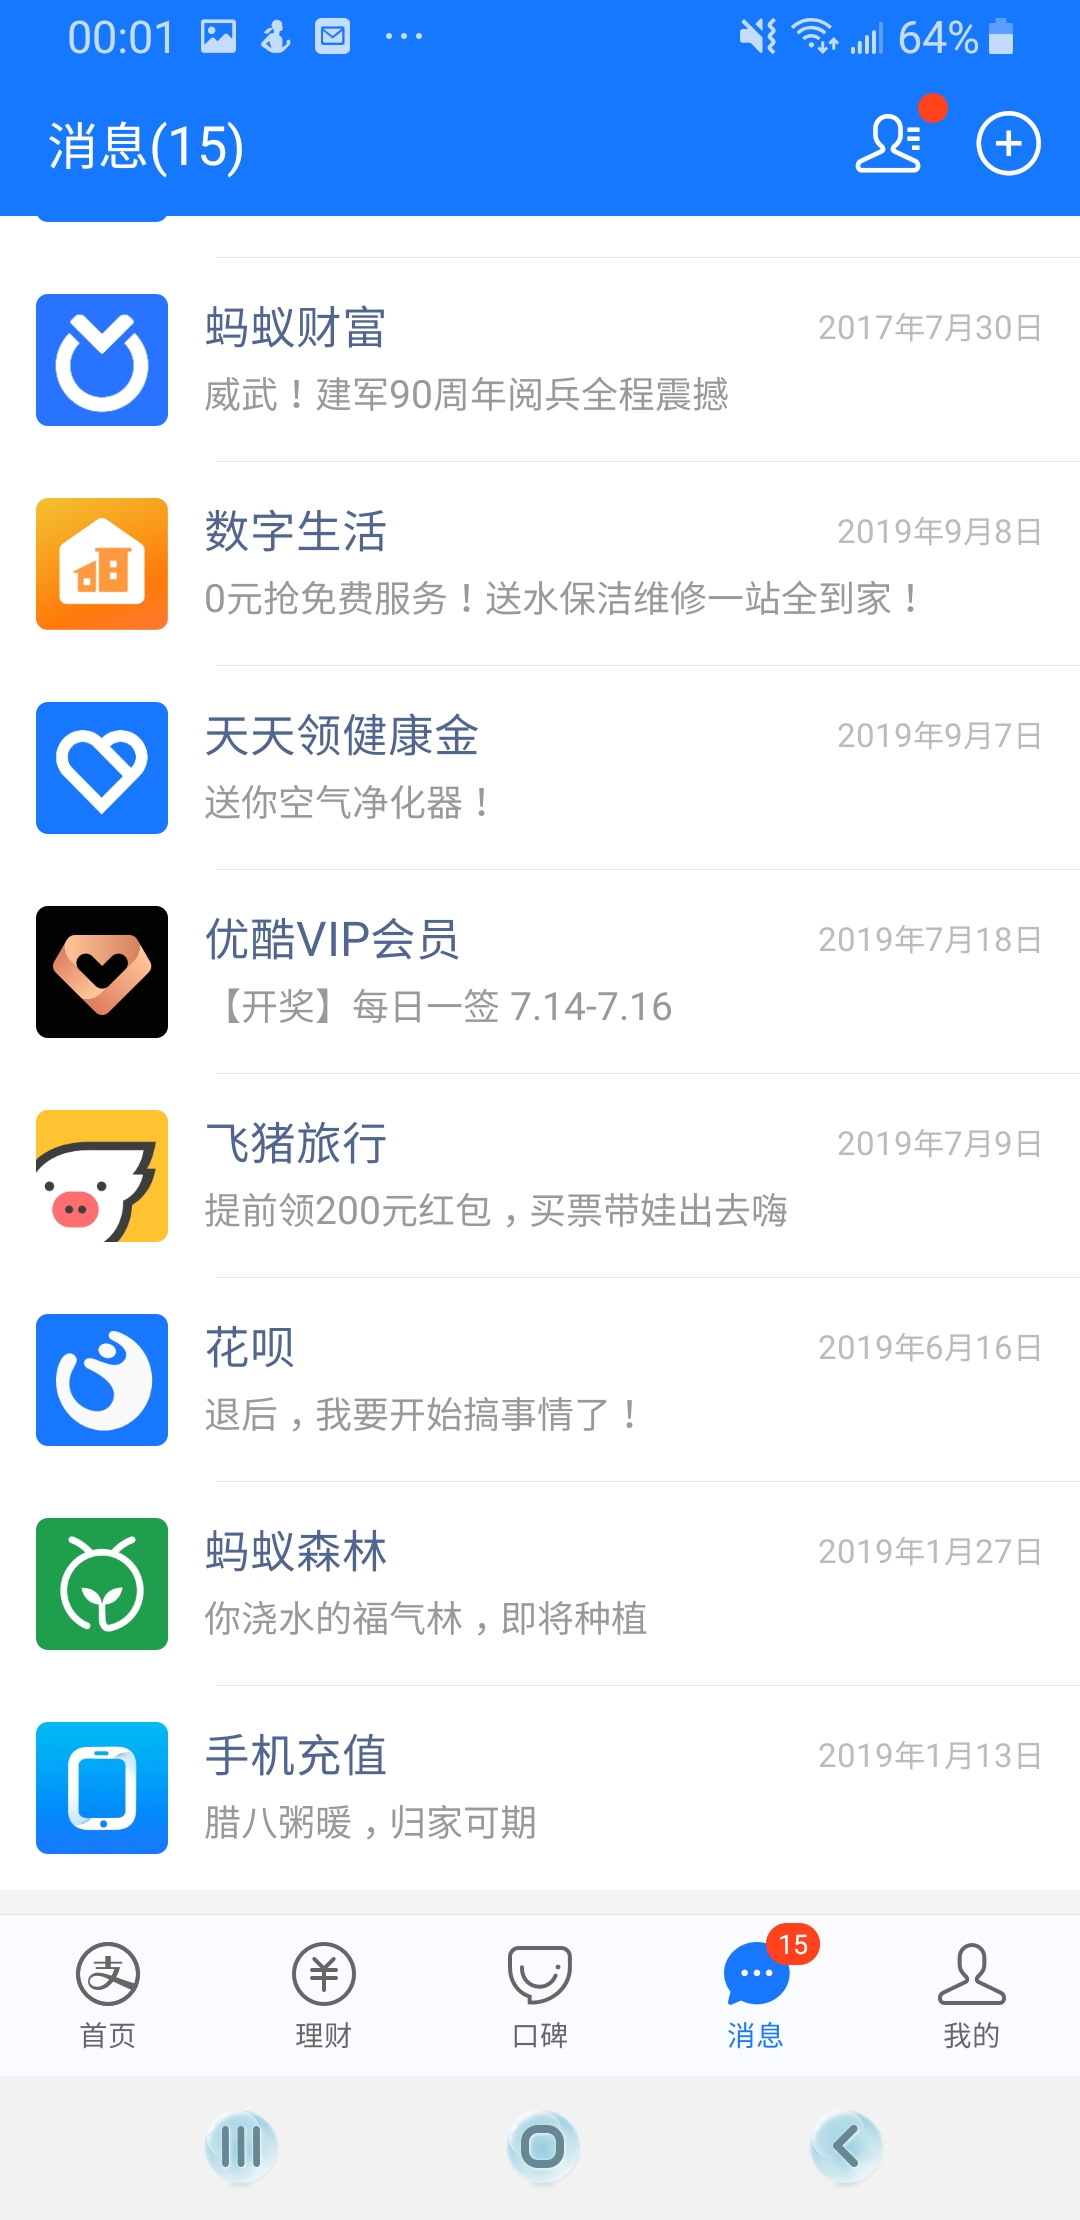 00:01
64%
消息(15)
蚂蚁财富
2017年7月30日
威武！建军90周年阅兵全程震撼
数字生活
2019年9月8日
0元抢免费服务！送水保洁维修一站全到家！
天天领健康金
2019年9月7日
送你空气净化器！
优酷VIP会员
2019年7月18日
【开奖】每日一签 7.14-7.16
飞猪旅行
2019年7月9日
提前领200元红包，买票带娃出去嗨
花呗
2019年6月16日
退后，我要开始搞事情了！
蚂蚁森林
2019年1月27日
你浇水的福气林，即将种植
手机充值
2019年1月13日
腊八粥暖，归家可期
15
首页
理财
口碑
消息
我的